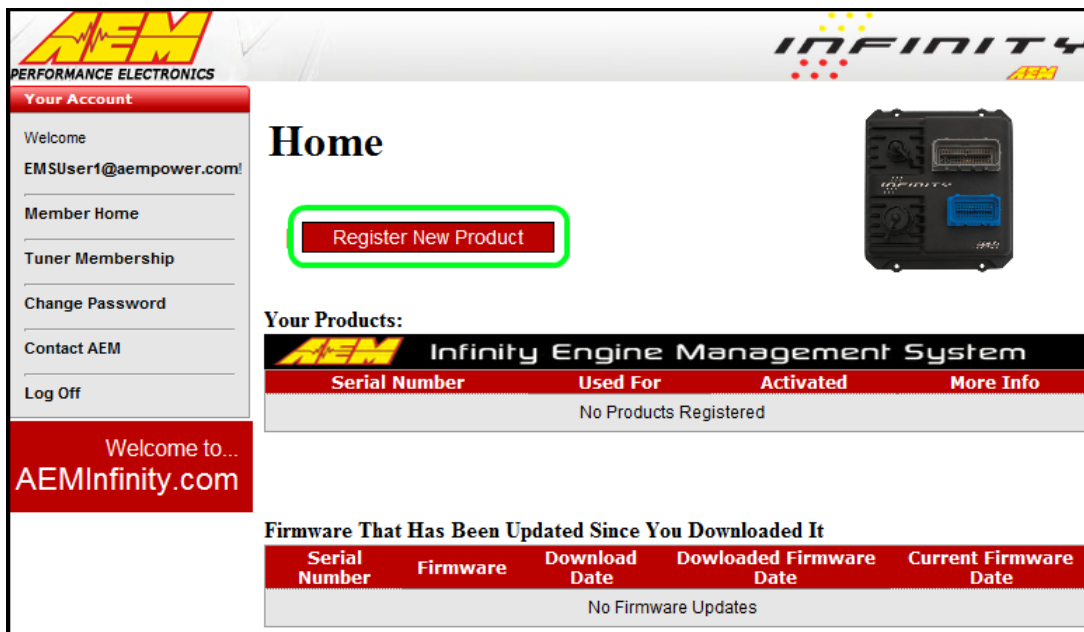 AEM
PERFORMANCE ELECTRONICS
INFINITY
AEM
Your Account
Welcome
EMSUser1@aempower.com!
Member Home
Tuner Membership
Change Password
Contact AEM
Log Off
Welcome to...
AEMInfinity.com
Home
Register New Product
INFINITY
AEM
Your Products:
AEM Infinity Engine Management System
Serial Number Used For Activated More Info
No Products Registered
Firmware That Has Been Updated Since You Downloaded It
Serial Number Firmware Download Date Dowloaded Firmware Date Current Firmware Date
No Firmware Updates